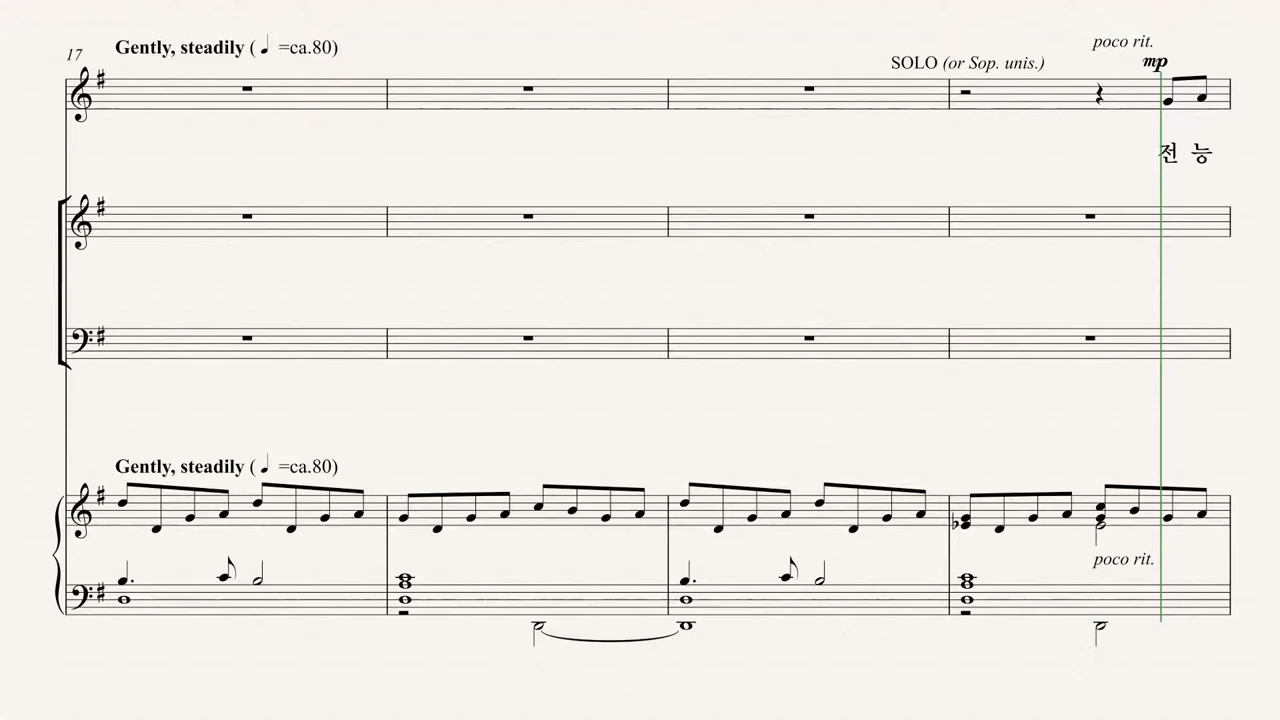 17
Gently, steadily ( ♩ =ca.80)
poco rit.
SOLO (or Sop. unis.)
mp
전 능
Gently, steadily ( ♩ =ca.80)
poco rit.